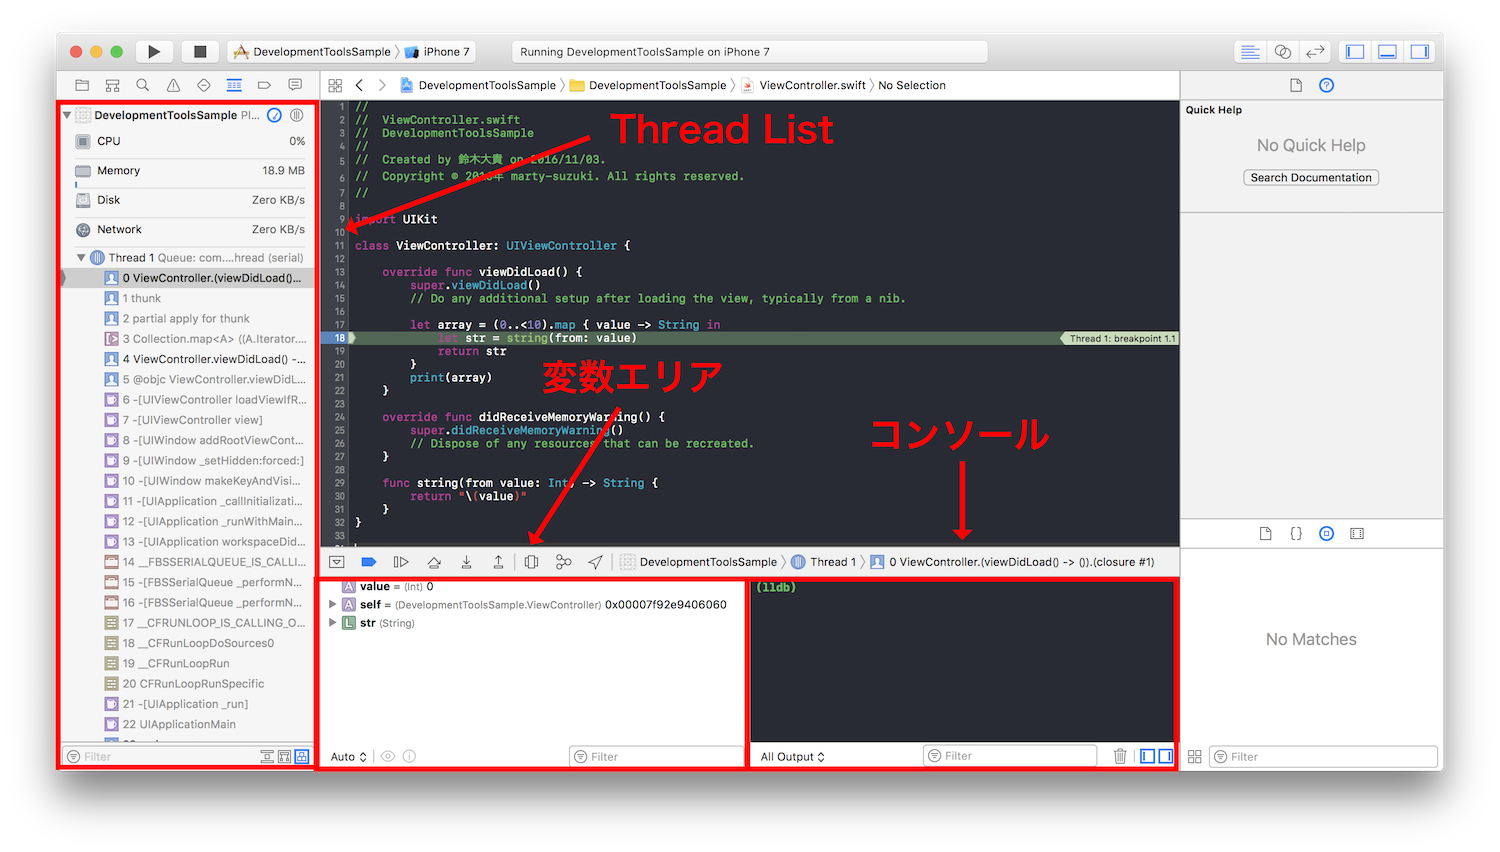 DevelopmentToolsSample
iPhone 7
Running DevelopmentToolsSample on iPhone 7
DevelopmentToolsSample
DevelopmentToolsSample
ViewController.swift
No Selection
DevelopmentToolsSample PI...
CPU 0%
Memory 18.9 MB
Disk Zero KB/s
Network Zero KB/s
Thread 1 Queue: com....hread (serial)
0 ViewController.(viewDidLoad()...
1 thunk
2 partial apply for thunk
3 Collection.map<A> ((A.Iterator....
4 ViewController.viewDidLoad() -...
5 @objc ViewController.viewDidL...
6 -[UIViewController loadViewIfR...
7 -[UIViewController view]
8 -[UIWindow addRootViewCont...
9 -[UIWindow _setHidden:forced:]
10 -[UIWindow makeKeyAndVisi...
11 -[UIApplication _callInitializati...
12 -[UIApplication _runWithMain...
13 -[UIApplication workspaceDid...
14 __FBSSERIALQUEUE_IS_CALLI...
15 -[FBSSerialQueue _performN...
16 -[FBSSerialQueue _performN...
17 __CFRUNLOOP_IS_CALLING_O...
18 __CFRunLoopDoSources0
19 __CFRunLoopRun
20 CFRunLoopRunSpecific
21 -[UIApplication _run]
22 UIApplicationMain
Filter
1 //
2 //  ViewController.swift
3 //  DevelopmentToolsSample
4 //
5 //  Created by 鈴木大貴 on 2016/11/03.
6 //  Copyright © 2016年 marty-suzuki. All rights reserved.
7 //
8
9 import UIKit
10
11 class ViewController: UIViewController {
12
13     override func viewDidLoad() {
14         super.viewDidLoad()
15         // Do any additional setup after loading the view, typically from a nib.
16
17         let array = (0..<10).map { value -> String in
18             let str = string(from: value)
Thread 1: breakpoint 1.1
19             return str
20         }
21         print(array)
22     }
23
24     override func didReceiveMemoryWarning() {
25         super.didReceiveMemoryWarning()
26         // Dispose of any resources that can be recreated.
27     }
28
29     func string(from value: Int) -> String {
30         return "\(value)"
31     }
32 }
33
Thread List
変数エリア
コンソール
DevelopmentToolsSample
Thread 1
0 ViewController.(viewDidLoad() -> ()).(closure #1)
A value = (Int) 0
A self = (DevelopmentToolsSample.ViewController) 0x00007f92e9406060
L str (String)
Auto
Filter
(lldb)
All Output
Filter
Quick Help
No Quick Help
Search Documentation
{}
No Matches
Filter